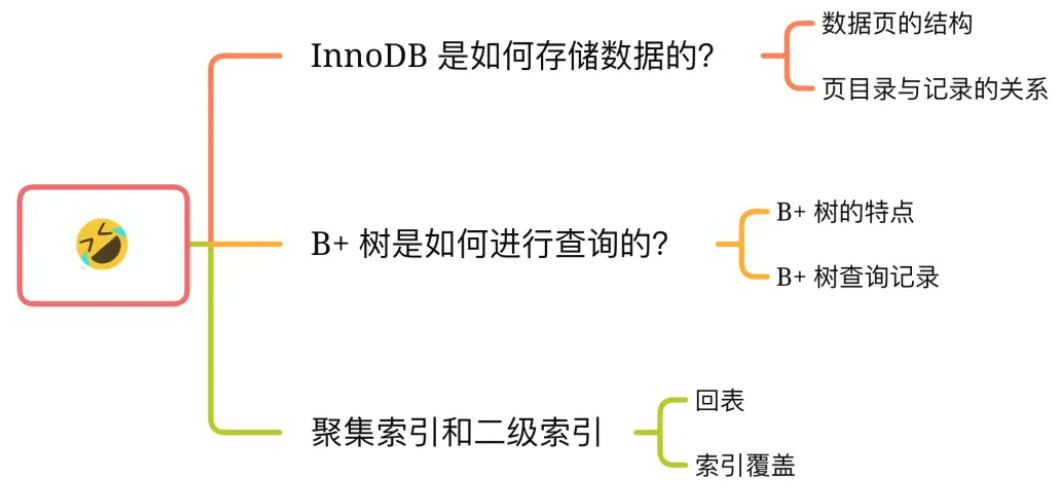 InnoDB 是如何存储数据的？
数据页的结构
页目录与记录的关系
B+ 树是如何进行查询的？
B+ 树的特点
B+ 树查询记录
聚集索引和二级索引
回表
索引覆盖